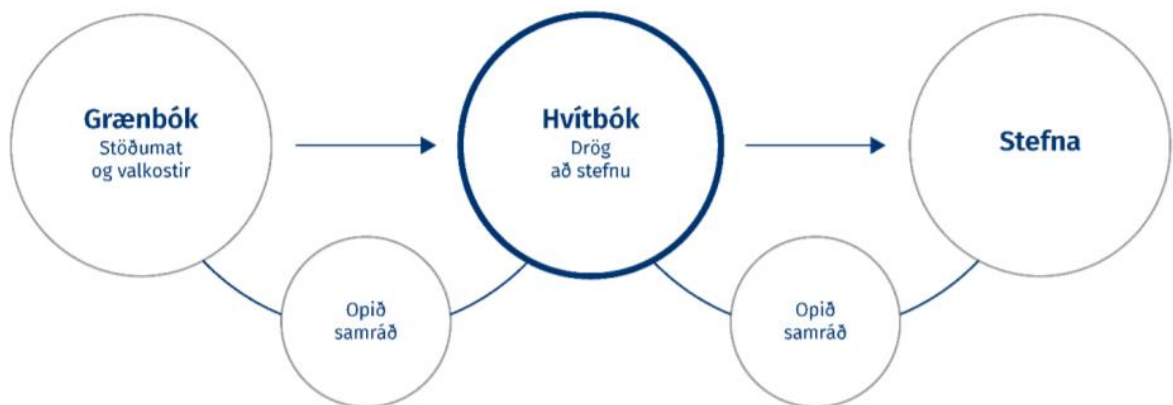 Grænbók
Stöðumat
og valkostir
Hvítbók
Drög
að stefnu
Stefna
Opið
samráð
Opið
samráð